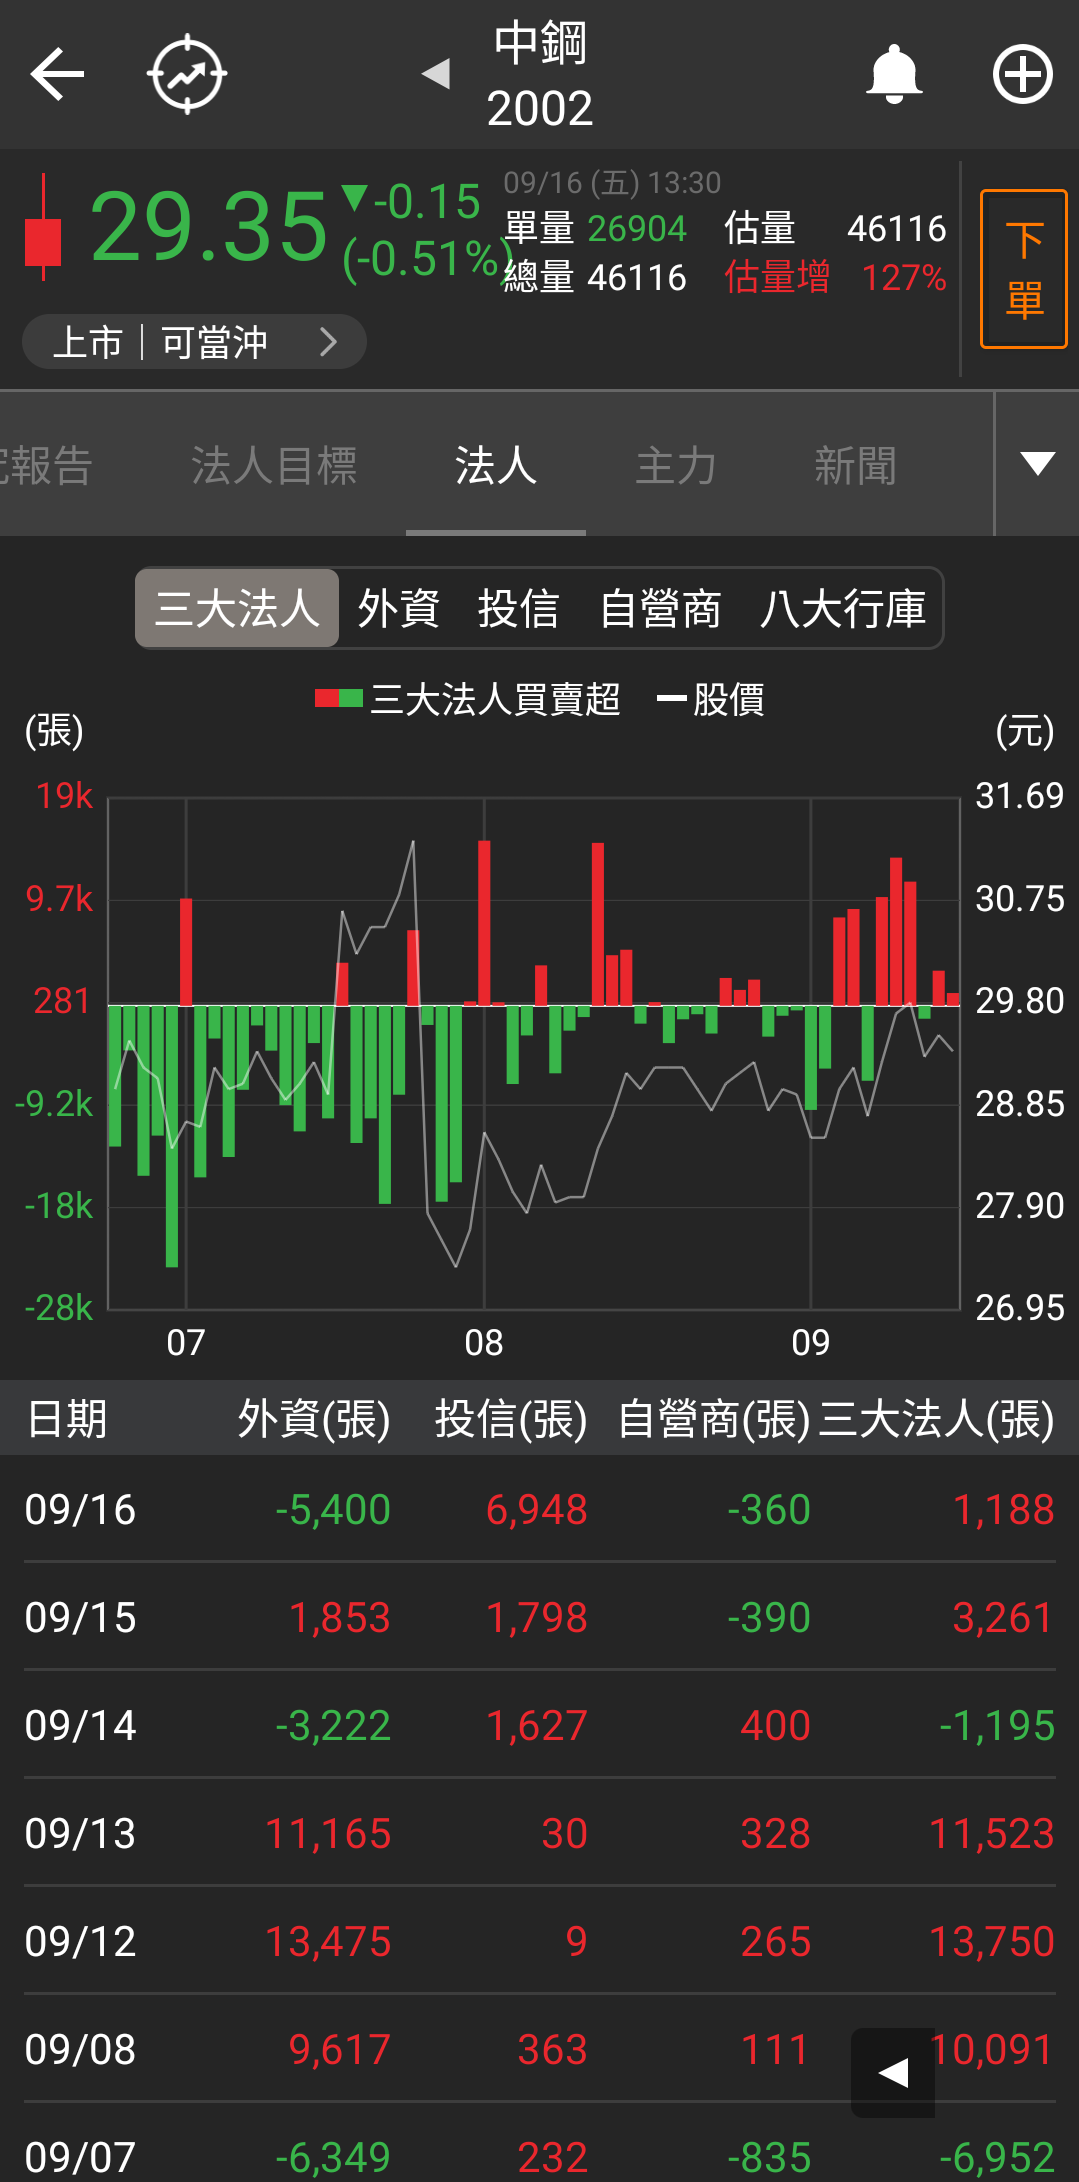 中鋼
2002
29.35 ▼-0.15 (-0.51%)
09/16 (五) 13:30
單量 26904 估量 46116
總量 46116 估量增 127%
下單
上市｜可當沖
報告 法人目標 法人 主力 新聞
三大法人 外資 投信 自營商 八大行庫
三大法人買賣超 股價
(張) (元)
19k 31.69
9.7k 30.75
281 29.80
-9.2k 28.85
-18k 27.90
-28k 26.95
07 08 09
日期 外資(張) 投信(張) 自營商(張) 三大法人(張)
09/16 -5,400 6,948 -360 1,188
09/15 1,853 1,798 -390 3,261
09/14 -3,222 1,627 400 -1,195
09/13 11,165 30 328 11,523
09/12 13,475 9 265 13,750
09/08 9,617 363 111 10,091
09/07 -6,349 232 -835 -6,952